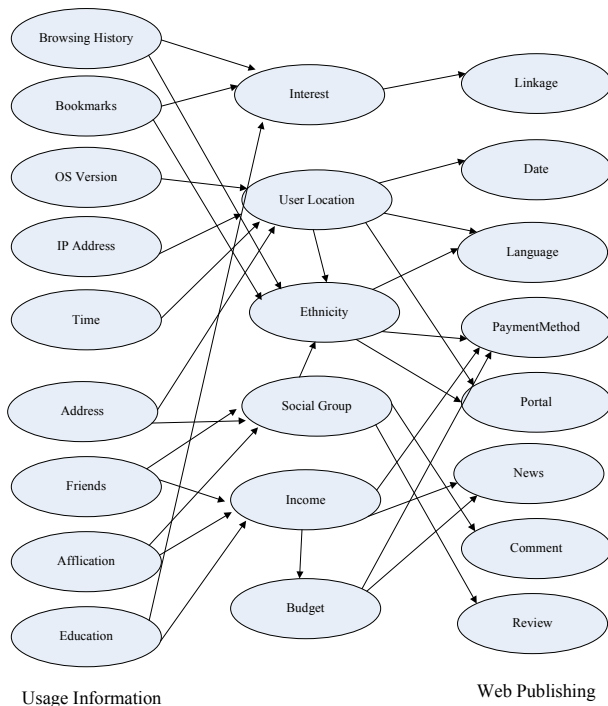 Browsing History
Bookmarks
OS Version
IP Address
Time
Address
Friends
Afflication
Education
Usage Information
Interest
User Location
Ethnicity
Social Group
Income
Budget
Linkage
Date
Language
PaymentMethod
Portal
News
Comment
Review
Web Publishing